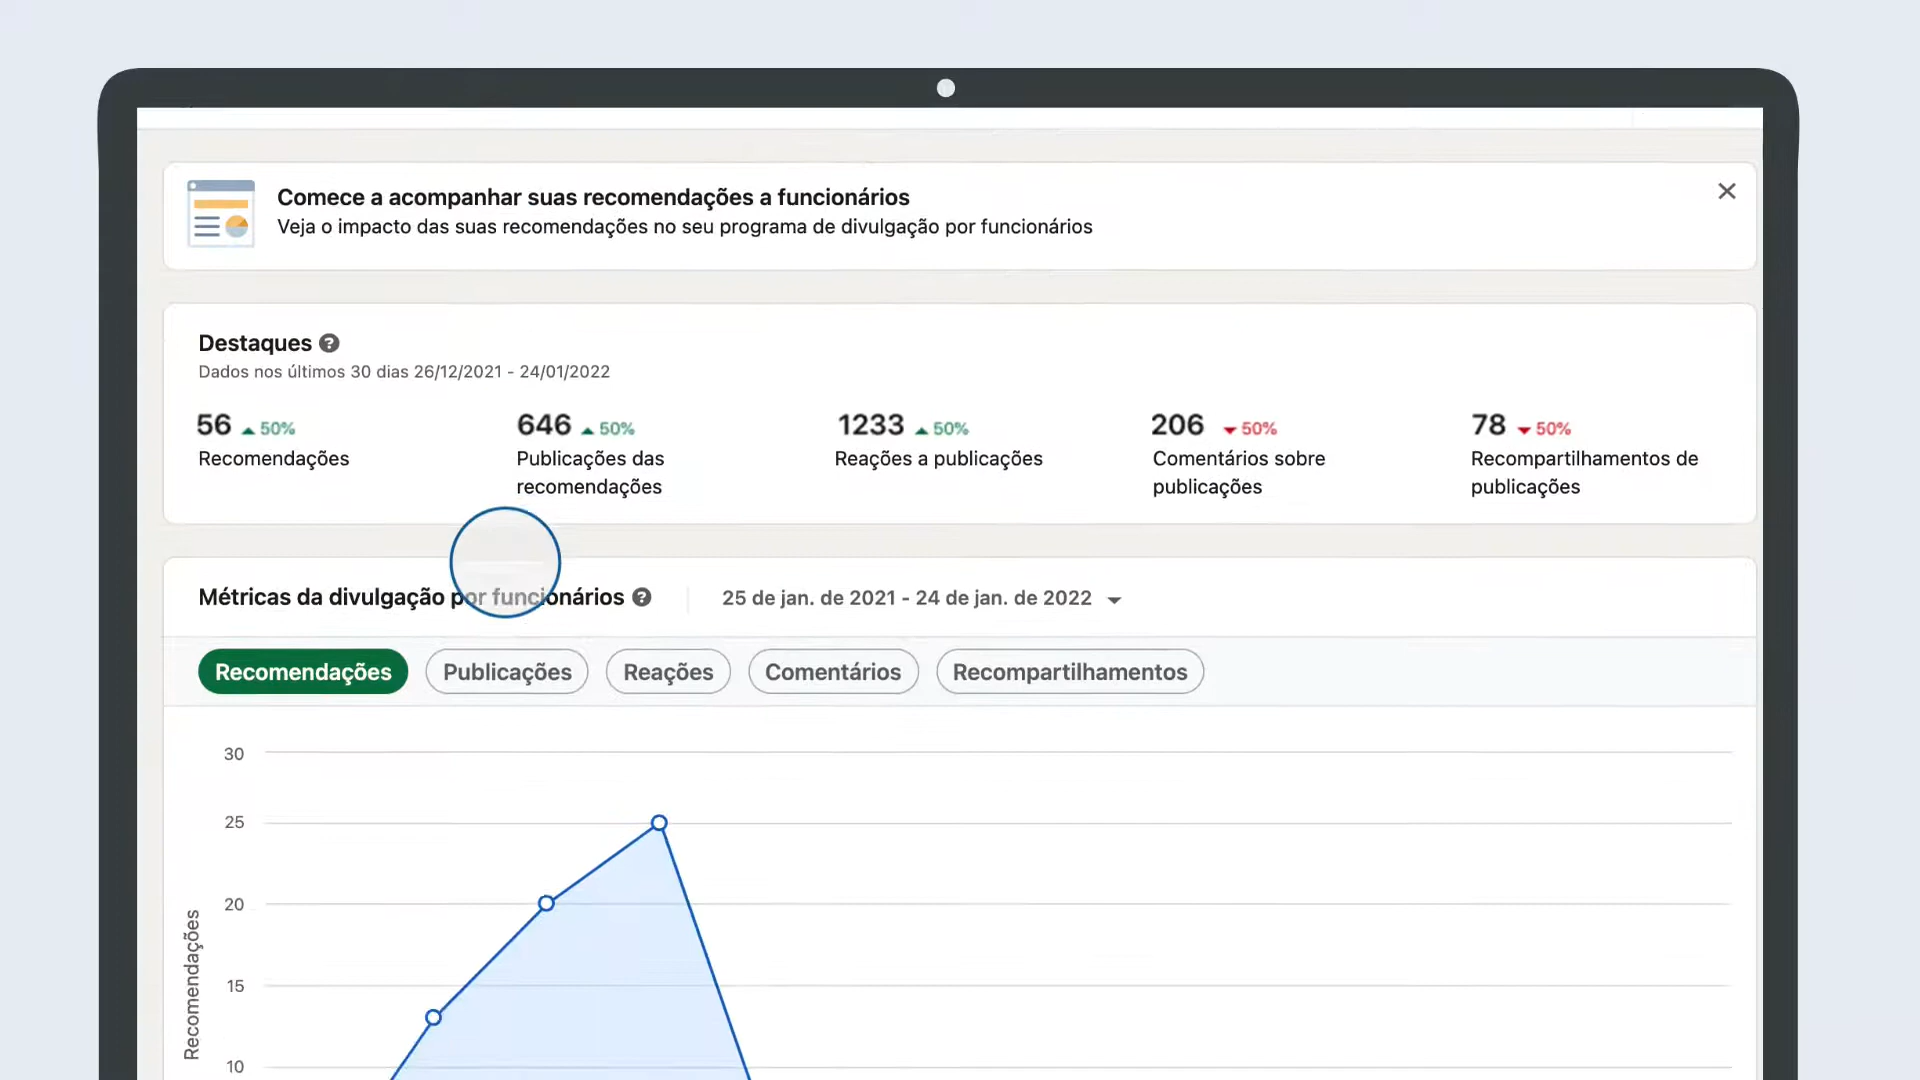 Comece a acompanhar suas recomendações a funcionários
Veja o impacto das suas recomendações no seu programa de divulgação por funcionários
Destaques ?
Dados nos últimos 30 dias 26/12/2021 - 24/01/2022
56 ▲ 50%
Recomendações
646 ▲ 50%
Publicações das
recomendações
1233 ▲ 50%
Reações a publicações
206 ▼ 50%
Comentários sobre
publicações
78 ▼ 50%
Recompartilhamentos de
publicações
Métricas da divulgação por funcionários ?
25 de jan. de 2021 - 24 de jan. de 2022
Recomendações
Publicações
Reações
Comentários
Recompartilhamentos
30
25
20
15
10
Recomendações